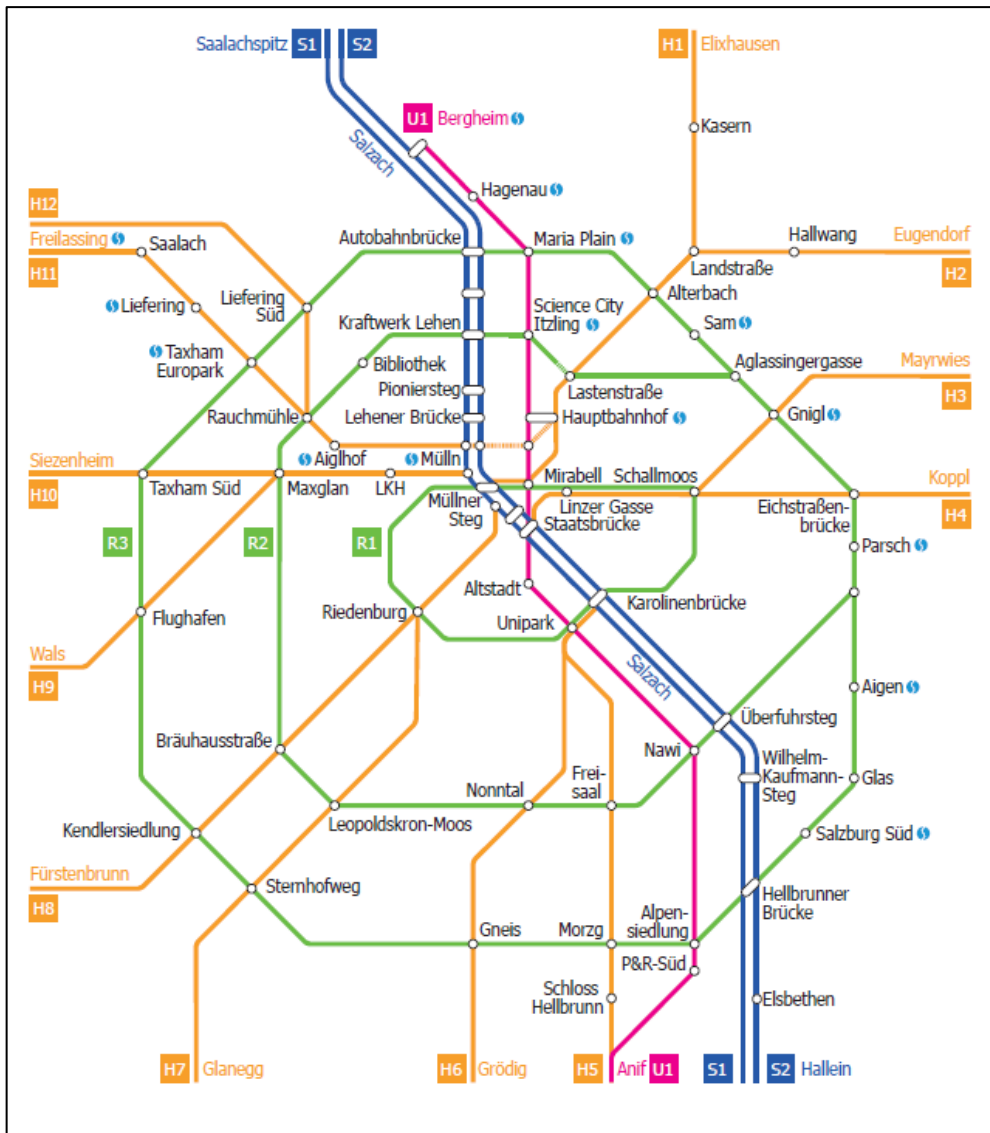 Saalachspitz S1 S2
H1 Elixhausen
U1 Bergheim
Kasern
Salzach
Hagenau
H12
Freilassing
H11
Saalach
Autobahnbrücke
Maria Plain
Hallwang
Eugendorf
H2
Landstraße
Liefering
Liefering
Süd
Alterbach
Science City
Itzling
Kraftwerk Lehen
Sam
Taxham
Europark
Bibliothek
Aglassingergasse
Mayrwies
H3
Pioniersteg
Lastenstraße
Rauchmühle
Lehener Brücke
Hauptbahnhof
Gnigl
Siezenheim
H10
Aiglhof
Mülln
Koppl
H4
Taxham Süd
Maxglan
LKH
Mirabell
Schallmoos
Müllner
Steg
Linzer Gasse
Staatsbrücke
Eichstraßen-
brücke
R3
R2
R1
Parsch
Altstadt
Karolinenbrücke
Flughafen
Riedenburg
Unipark
Wals
H9
Salzach
Aigen
Überfuhrsteg
Bräuhausstraße
Nawi
Wilhelm-
Kaufmann-
Steg
Glas
Nonntal
Frei-
saal
Leopoldskron-Moos
Kendlersiedlung
Salzburg Süd
Fürstenbrunn
H8
Sternhofweg
Hellbrunner
Brücke
Gneis
Morzg
Alpen-
siedlung
P&R-Süd
Schloss
Hellbrunn
Elsbethen
H7 Glanegg
H6 Grödig
H5 Anif U1
S1 S2 Hallein